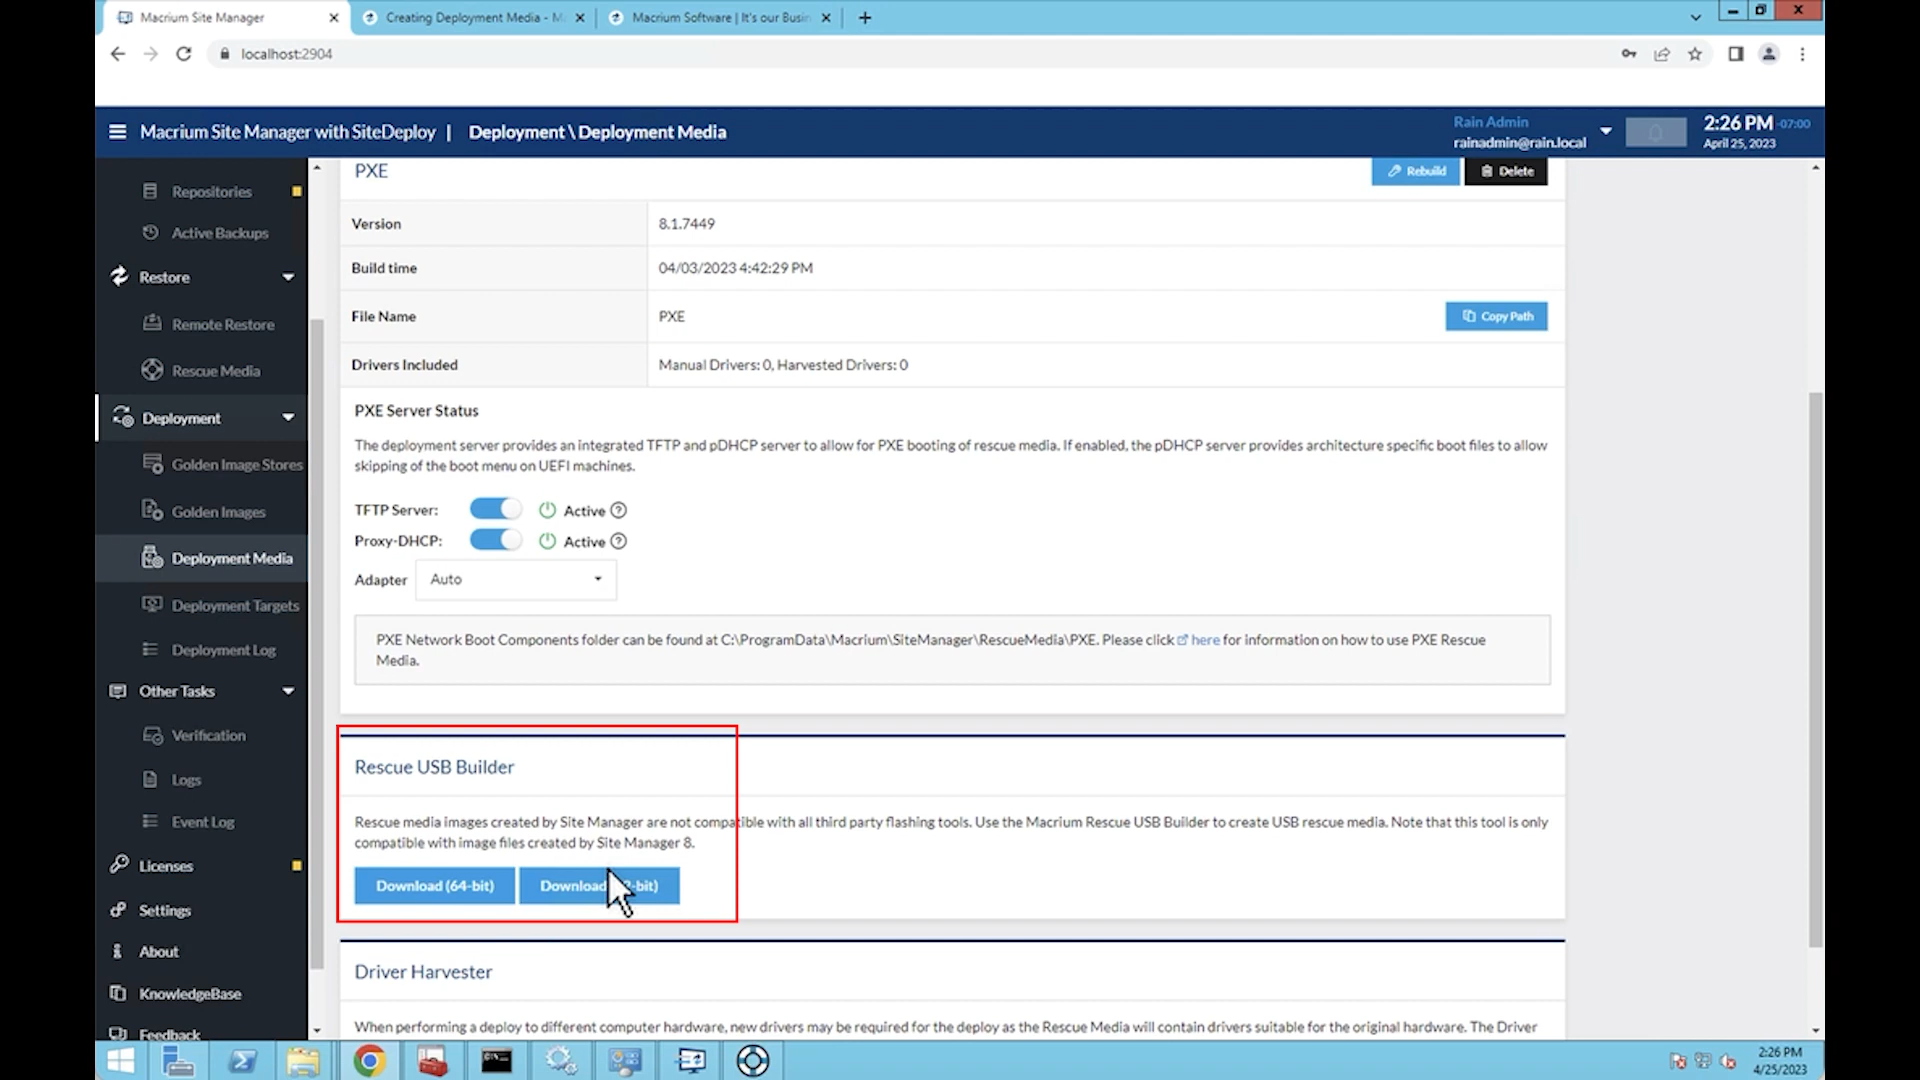 Macrium Site Manager
Creating Deployment Media - M
Macrium Software | It's our Busin
localhost:2904
Macrium Site Manager with SiteDeploy | Deployment \ Deployment Media
Rain Admin
rainadmin@rain.local
2:26 PM -07:00
April 25, 2023
Repositories
Active Backups
Restore
Remote Restore
Rescue Media
Deployment
Golden Image Stores
Golden Images
Deployment Media
Deployment Targets
Deployment Log
Other Tasks
Verification
Logs
Event Log
Licenses
Settings
About
KnowledgeBase
Feedback
PXE
Rebuild
Delete
Version
8.1.7449
Build time
04/03/2023 4:42:29 PM
File Name
PXE
Copy Path
Drivers Included
Manual Drivers: 0, Harvested Drivers: 0
PXE Server Status
The deployment server provides an integrated TFTP and pDHCP server to allow for PXE booting of rescue media. If enabled, the pDHCP server provides architecture specific boot files to allow
skipping of the boot menu on UEFI machines.
TFTP Server: Active
Proxy-DHCP: Active
Adapter Auto
PXE Network Boot Components folder can be found at C:\ProgramData\Macrium\SiteManager\RescueMedia\PXE. Please click here for information on how to use PXE Rescue
Media.
Rescue USB Builder
Rescue media images created by Site Manager are not compatible with all third party flashing tools. Use the Macrium Rescue USB Builder to create USB rescue media. Note that this tool is only
compatible with image files created by Site Manager 8.
Download (64-bit)
Download -bit)
Driver Harvester
When performing a deploy to different computer hardware, new drivers may be required for the deploy as the Rescue Media will contain drivers suitable for the original hardware. The Driver
2:26 PM
4/25/2023